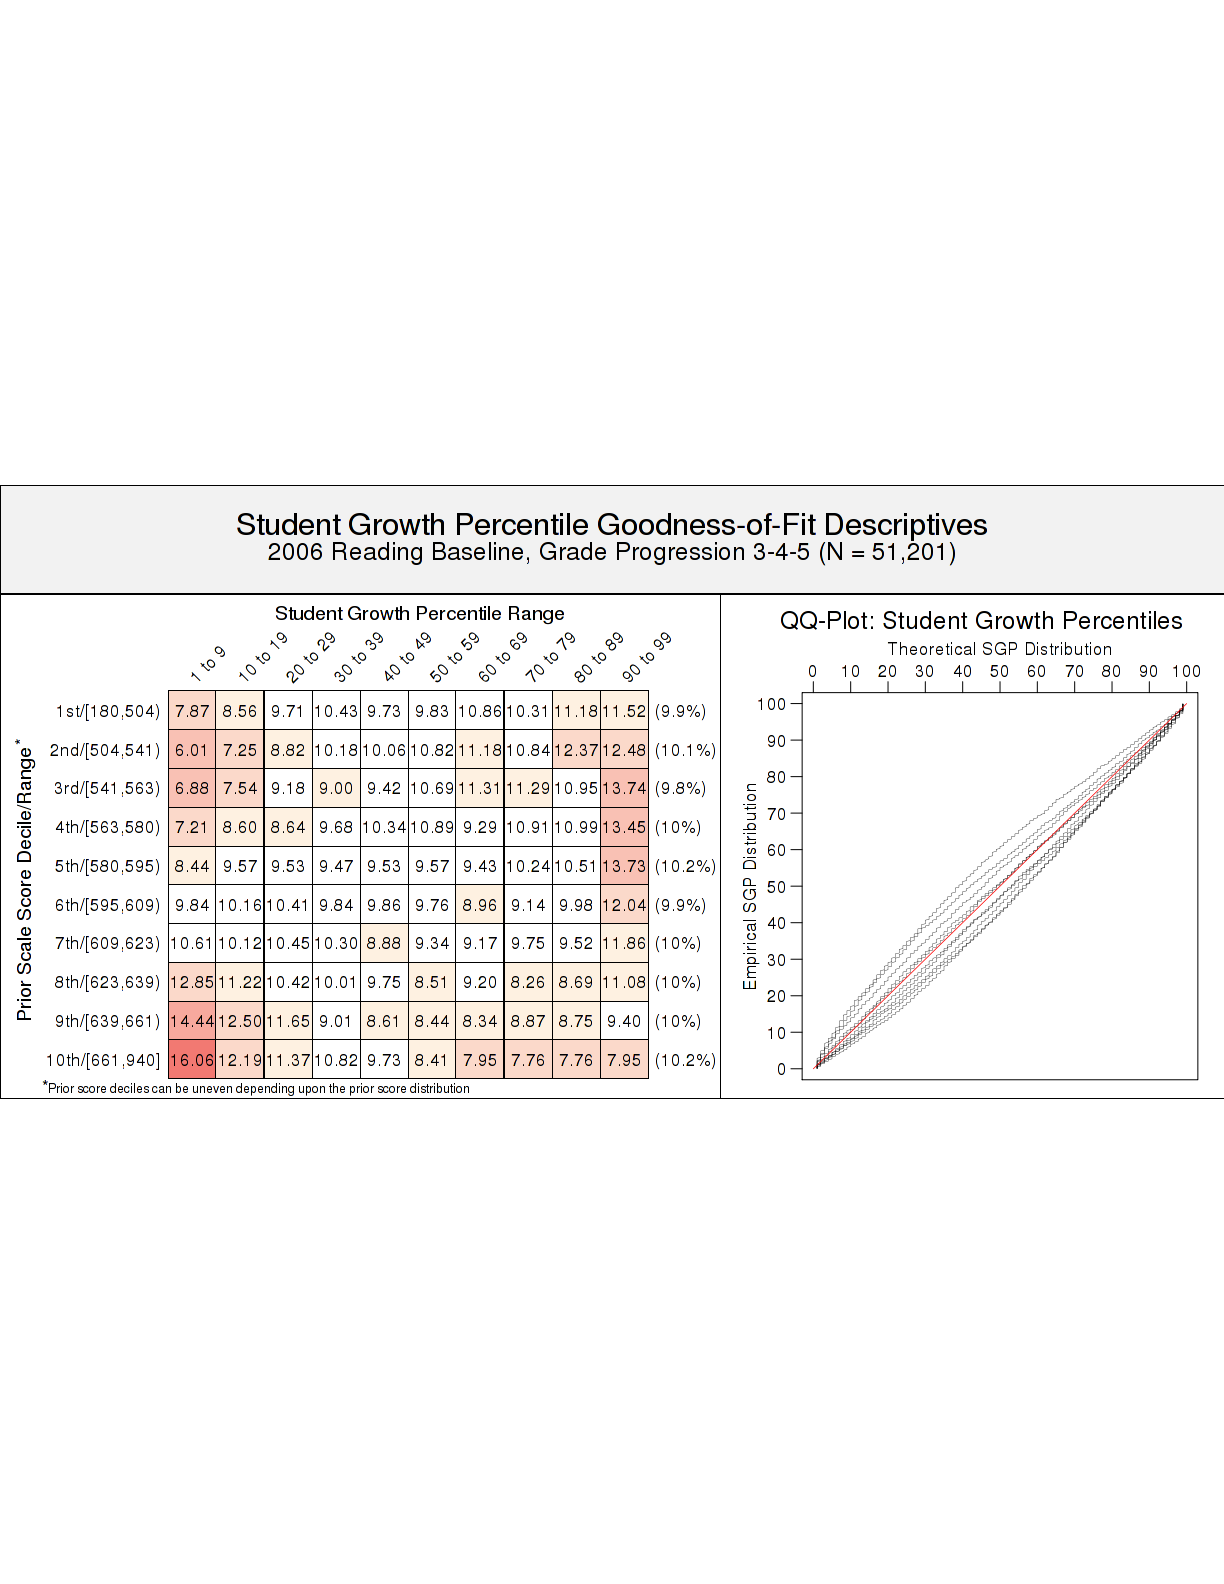 Student Growth Percentile Goodness-of-Fit Descriptives
2006 Reading Baseline, Grade Progression 3-4-5 (N = 51,201)
Student Growth Percentile Range
1 to 9 10 to 19 20 to 29 30 to 39 40 to 49 50 to 59 60 to 69 70 to 79 80 to 89 90 to 99
Prior Scale Score Decile/Range*
1st/[180,504) 7.87 8.56 9.71 10.43 9.73 9.83 10.86 10.31 11.18 11.52 (9.9%)
2nd/[504,541) 6.01 7.25 8.82 10.18 10.06 10.82 11.18 10.84 12.37 12.48 (10.1%)
3rd/[541,563) 6.88 7.54 9.18 9.00 9.42 10.69 11.31 11.29 10.95 13.74 (9.8%)
4th/[563,580) 7.21 8.60 8.64 9.68 10.34 10.89 9.29 10.91 10.99 13.45 (10%)
5th/[580,595) 8.44 9.57 9.53 9.47 9.53 9.57 9.43 10.24 10.51 13.73 (10.2%)
6th/[595,609) 9.84 10.16 10.41 9.84 9.86 9.76 8.96 9.14 9.98 12.04 (9.9%)
7th/[609,623) 10.61 10.12 10.45 10.30 8.88 9.34 9.17 9.75 9.52 11.86 (10%)
8th/[623,639) 12.85 11.22 10.42 10.01 9.75 8.51 9.20 8.26 8.69 11.08 (10%)
9th/[639,661) 14.44 12.50 11.65 9.01 8.61 8.44 8.34 8.87 8.75 9.40 (10%)
10th/[661,940] 16.06 12.19 11.37 10.82 9.73 8.41 7.95 7.76 7.76 7.95 (10.2%)
*Prior score deciles can be uneven depending upon the prior score distribution
QQ-Plot: Student Growth Percentiles
Theoretical SGP Distribution
0 10 20 30 40 50 60 70 80 90 100
Empirical SGP Distribution
100
90
80
70
60
50
40
30
20
10
0